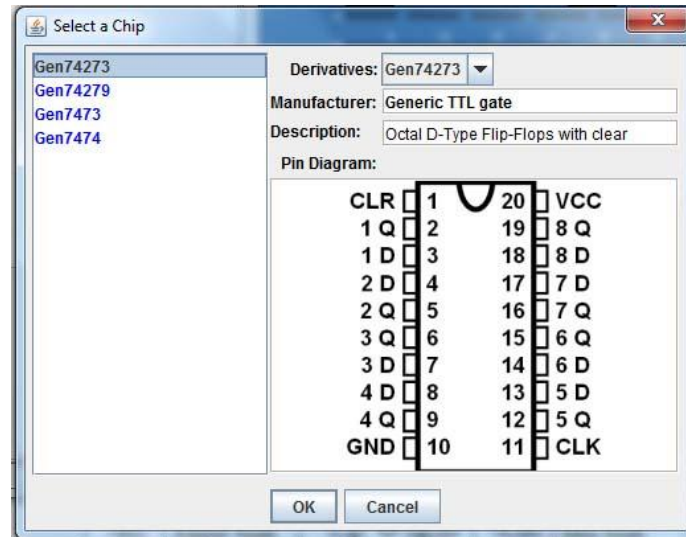 Select a Chip
Gen74273
Gen74279
Gen7473
Gen7474
Derivatives: Gen74273
Manufacturer: Generic TTL gate
Description: Octal D-Type Flip-Flops with clear
Pin Diagram:
CLR 1 20 VCC
1 Q 2 19 8 Q
1 D 3 18 8 D
2 D 4 17 7 D
2 Q 5 16 7 Q
3 Q 6 15 6 Q
3 D 7 14 6 D
4 D 8 13 5 D
4 Q 9 12 5 Q
GND 10 11 CLK
OK Cancel